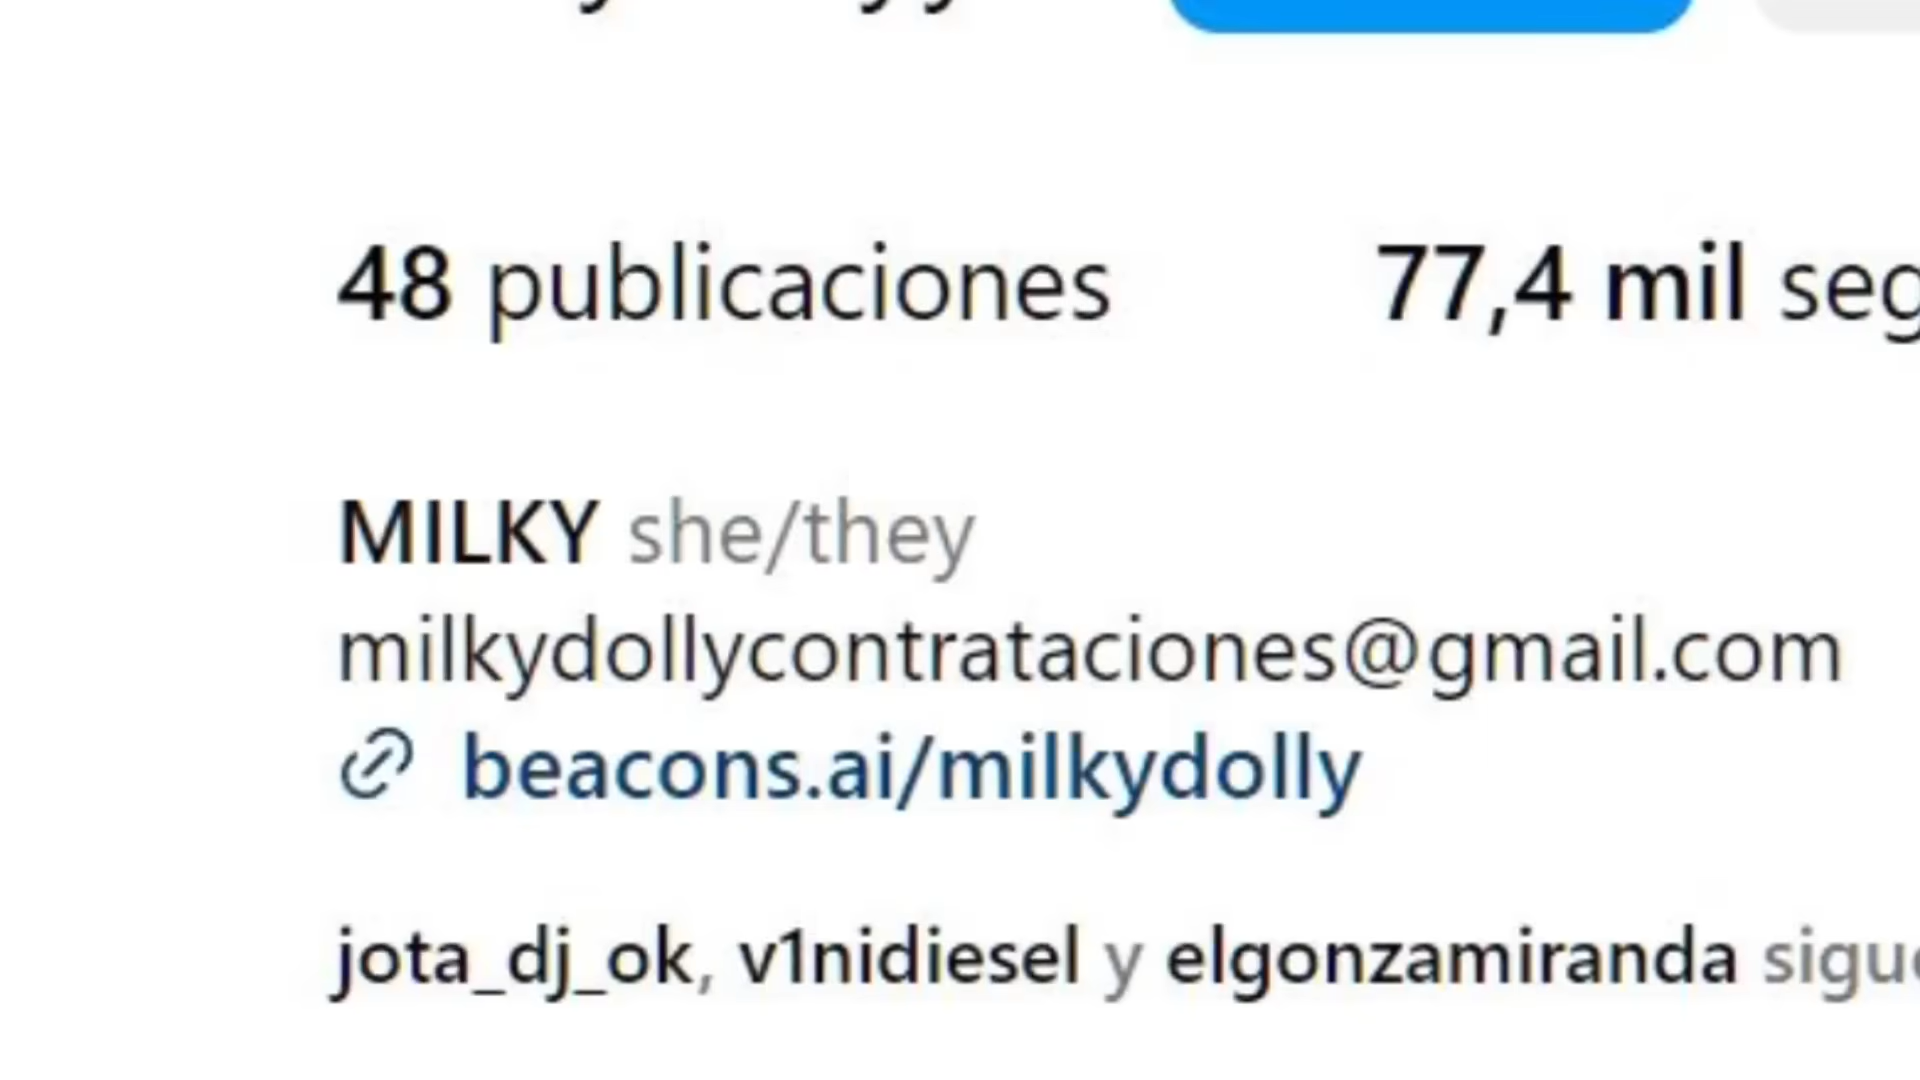 48 publicaciones 77,4 mil
MILKY she/they
milkydollycontrataciones@gmail.com
beacons.ai/milkydolly
jota_dj_ok, v1nidiesel y elgonzamiranda